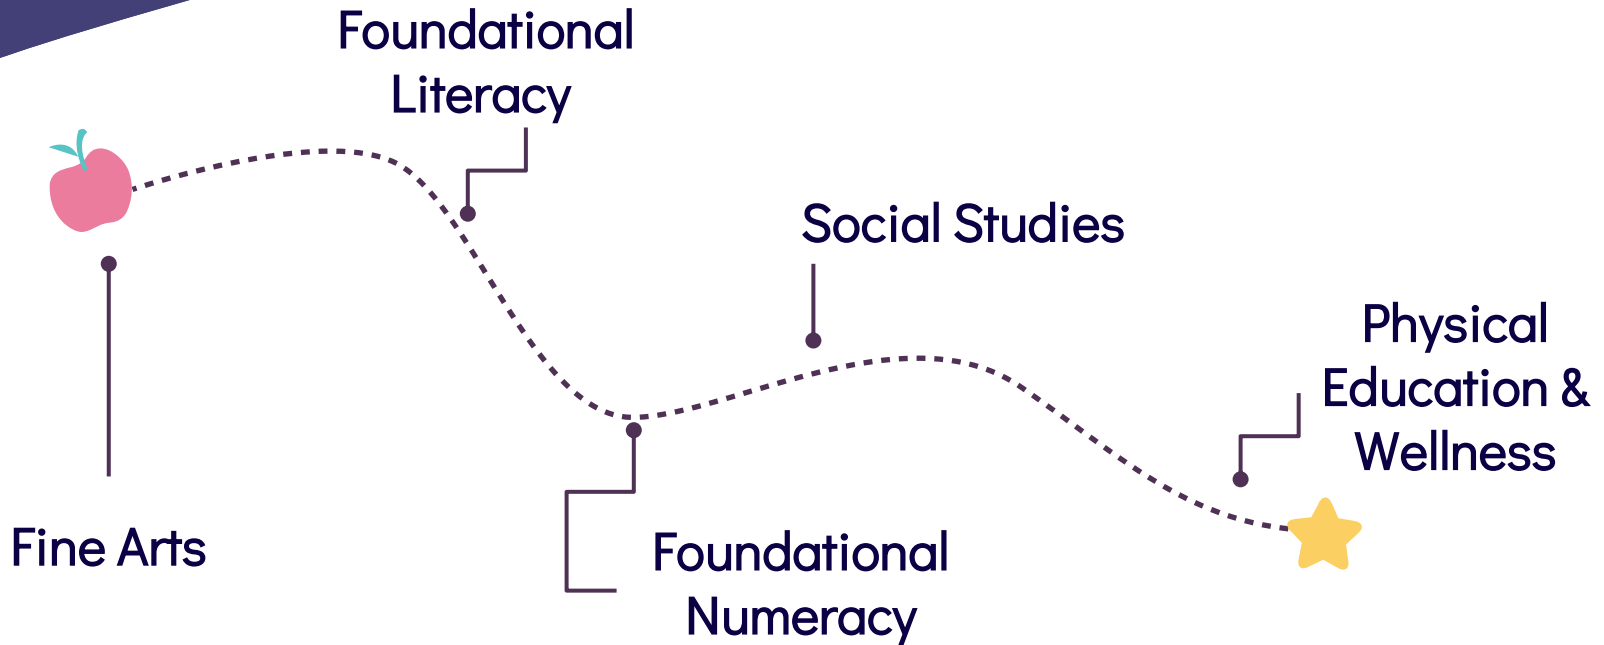 Foundational
Literacy
Social Studies
Physical
Education &
Wellness
Fine Arts
Foundational
Numeracy